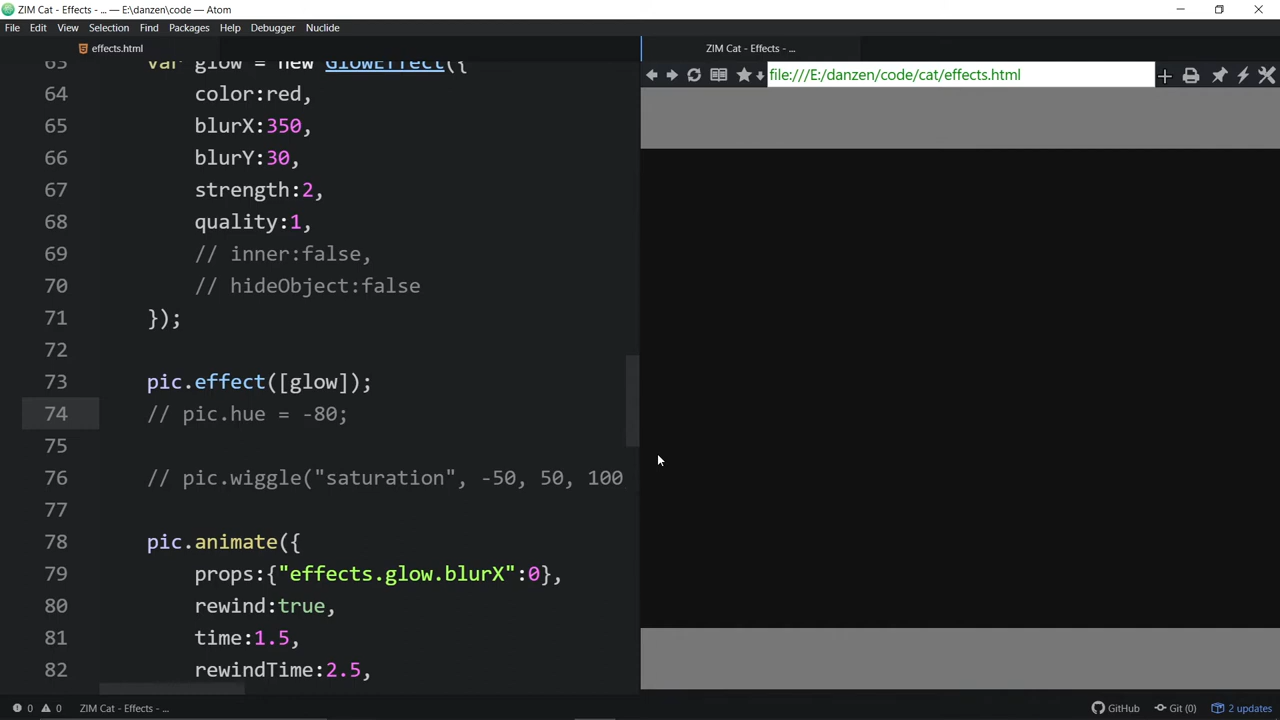 ZIM Cat - Effects - ... — E:\danzen\code — Atom
File Edit View Selection Find Packages Help Debugger Nuclide
effects.html
ZIM Cat - Effects - ...
file:///E:/danzen/code/cat/effects.html
65 var glow = new GlowEffect({
64 color:red,
65 blurX:350,
66 blurY:30,
67 strength:2,
68 quality:1,
69 // inner:false,
70 // hideObject:false
71 });
72
73 pic.effect([glow]);
74 // pic.hue = -80;
75
76 // pic.wiggle("saturation", -50, 50, 100
77
78 pic.animate({
79 props:{"effects.glow.blurX":0},
80 rewind:true,
81 time:1.5,
82 rewindTime:2.5,
0 0 ZIM Cat - Effects - ...
GitHub Git (0) 2 updates